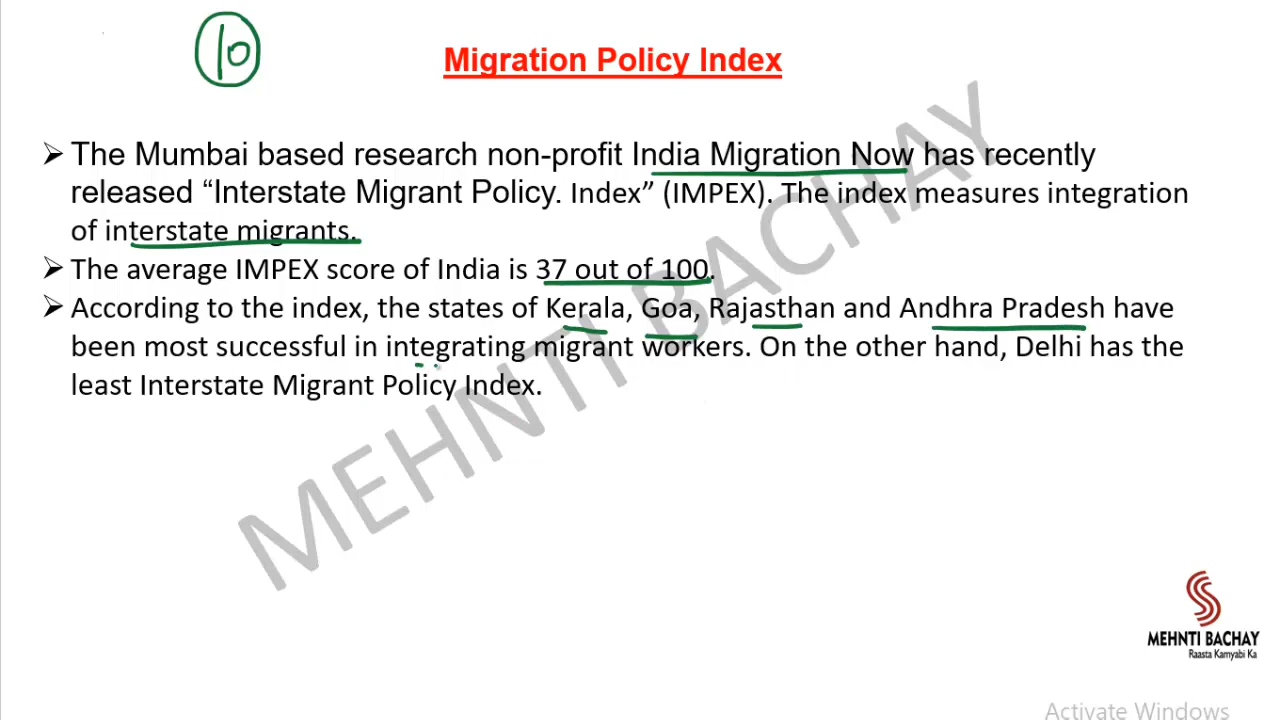 10
Migration Policy Index
➢ The Mumbai based research non-profit India Migration Now has recently
released “Interstate Migrant Policy. Index” (IMPEX). The index measures integration
of interstate migrants.
➢ The average IMPEX score of India is 37 out of 100.
➢ According to the index, the states of Kerala, Goa, Rajasthan and Andhra Pradesh have
been most successful in integrating migrant workers. On the other hand, Delhi has the
least Interstate Migrant Policy Index.
MEHNTI BACHAY
MEHNTI BACHAY
Raasta Kamyabi Ka
Activate Windows